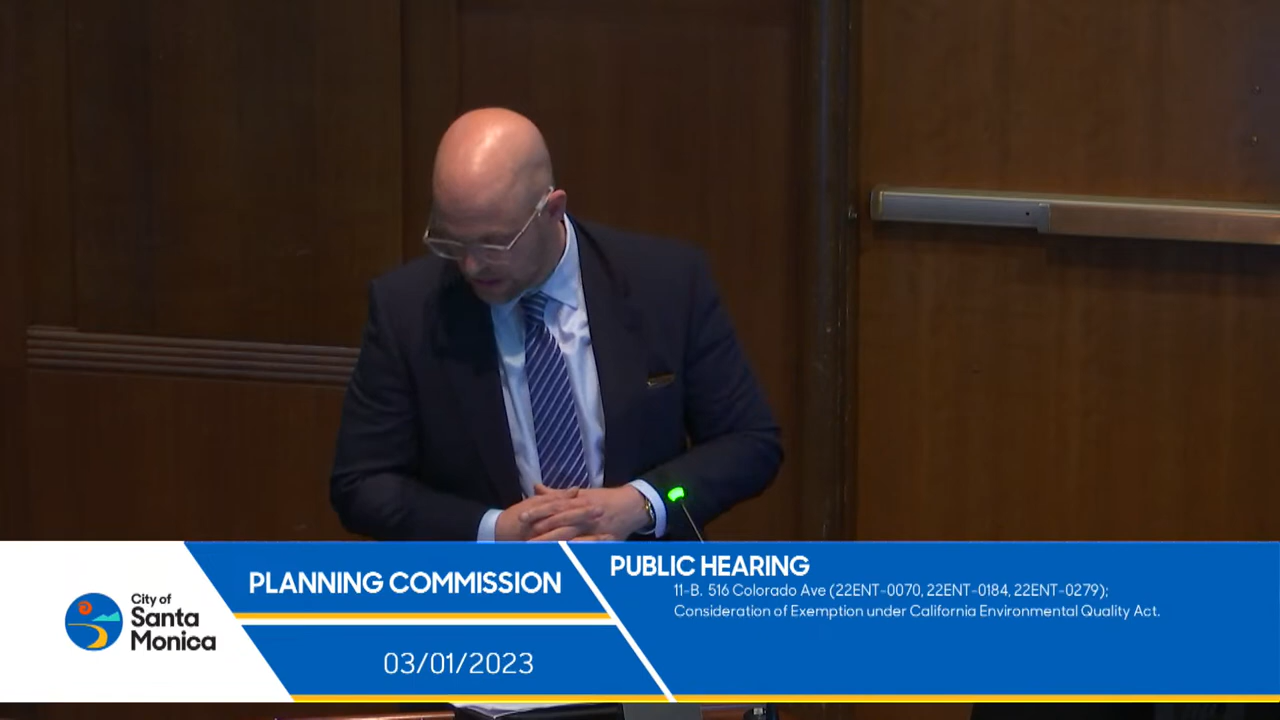 City of
Santa
Monica
PLANNING COMMISSION
03/01/2023
PUBLIC HEARING
11-B. 516 Colorado Ave (22ENT-0070, 22ENT-0184, 22ENT-0279);
Consideration of Exemption under California Environmental Quality Act.